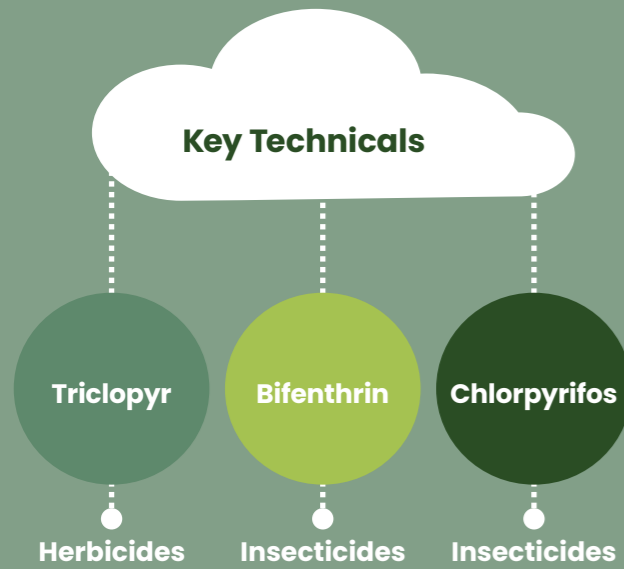 Key Technicals
Triclopyr
Bifenthrin
Chlorpyrifos
Herbicides
Insecticides
Insecticides